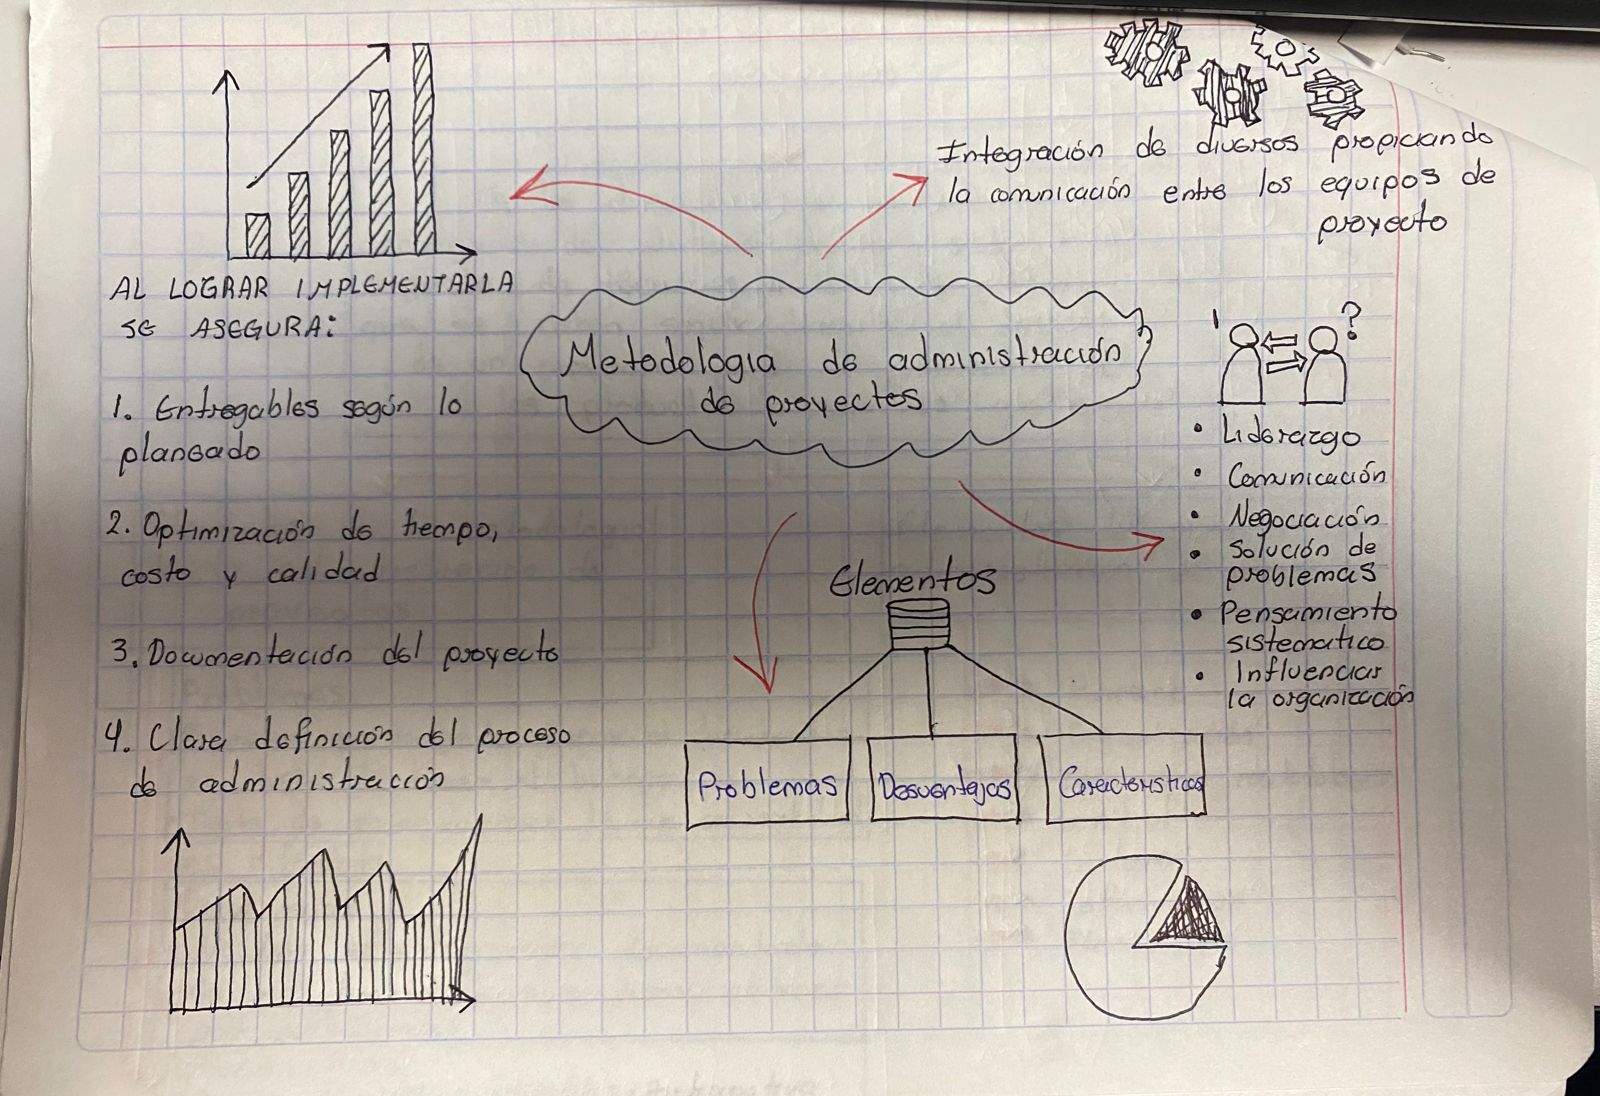 Integración de diversos propiciando
la comunicación entre los equipos de
proyecto
AL LOGRAR IMPLEMENTARLA
SE ASEGURA:
1. Entregables según lo
planeado
2. Optimización de tiempo,
costo y calidad
3. Documentación del proyecto
4. Clara definición del proceso
de administración
Metodologia de administración
de proyectos
! ?
• Liderazgo
• Comunicación
• Negociación
• Solución de
problemas
• Pensamiento
sistematico
• Influenciar
la organización
Elementos
Problemas
Desventajas
Caracteristicas